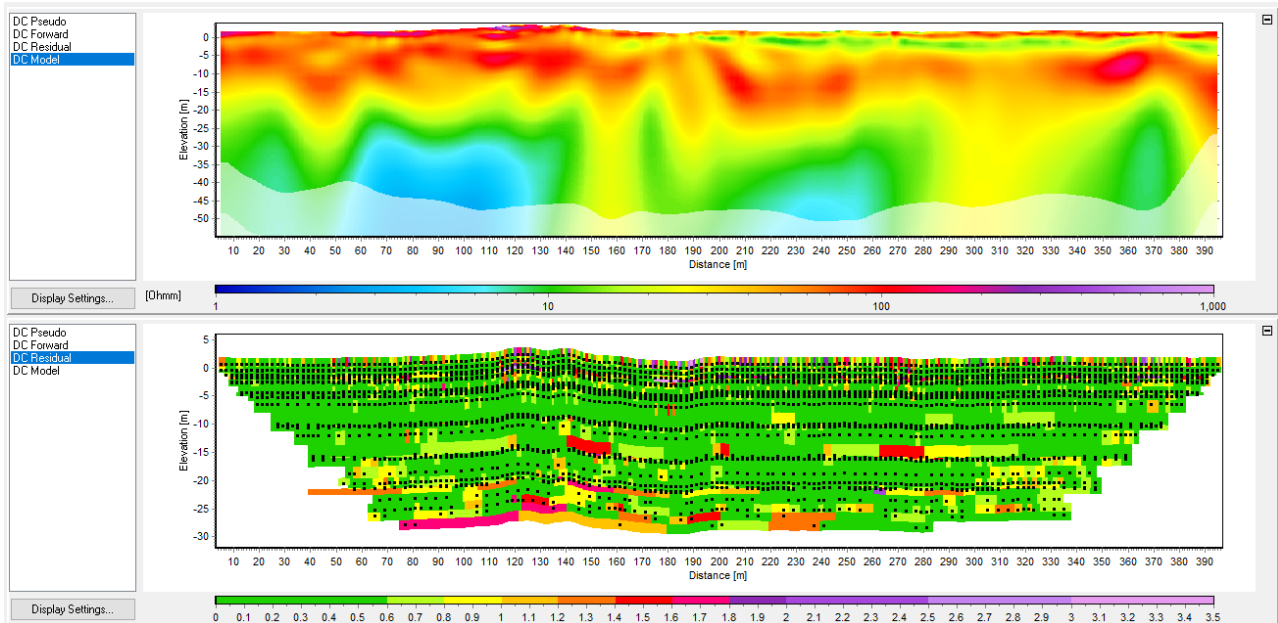 DC Pseudo
DC Forward
DC Residual
DC Model
Display Settings...
Elevation [m]
0
-5
-10
-15
-20
-25
-30
-35
-40
-45
-50
10 20 30 40 50 60 70 80 90 100 110 120 130 140 150 160 170 180 190 200 210 220 230 240 250 260 270 280 290 300 310 320 330 340 350 360 370 380 390
Distance [m]
[Ohmm]
1 10 100 1,000
DC Pseudo
DC Forward
DC Residual
DC Model
Display Settings...
Elevation [m]
5
0
-5
-10
-15
-20
-25
-30
10 20 30 40 50 60 70 80 90 100 110 120 130 140 150 160 170 180 190 200 210 220 230 240 250 260 270 280 290 300 310 320 330 340 350 360 370 380 390
Distance [m]
0 0.1 0.2 0.3 0.4 0.5 0.6 0.7 0.8 0.9 1 1.1 1.2 1.3 1.4 1.5 1.6 1.7 1.8 1.9 2 2.1 2.2 2.3 2.4 2.5 2.6 2.7 2.8 2.9 3 3.1 3.2 3.3 3.4 3.5